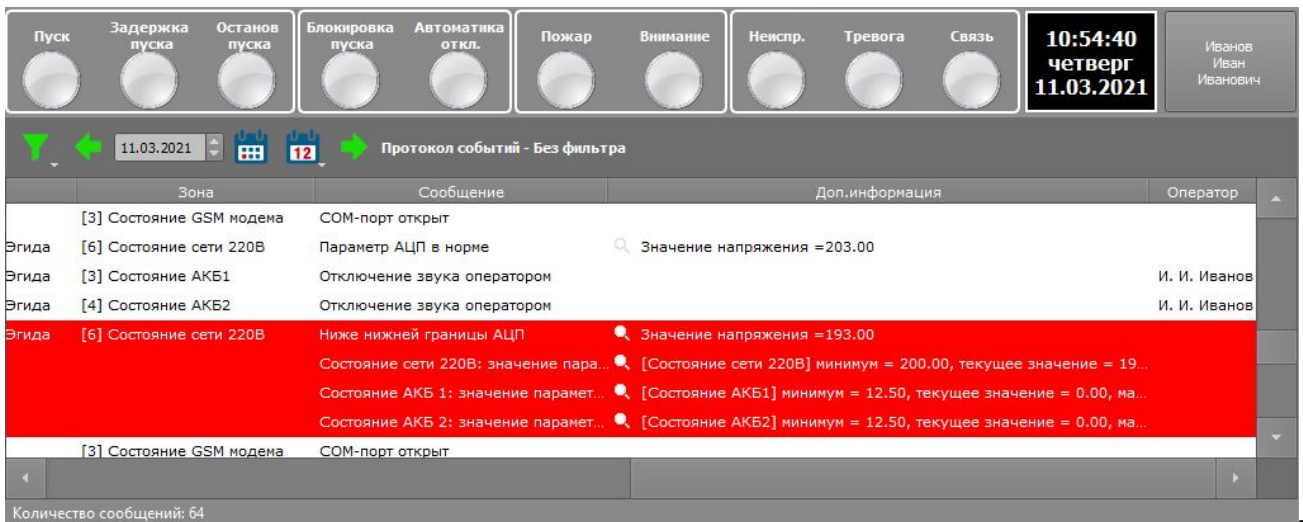 Пуск
Задержка
пуска
Останов
пуска
Блокировка
пуска
Автоматика
откл.
Пожар
Внимание
Неиспр.
Тревога
Связь
10:54:40
четверг
11.03.2021
Иванов
Иван
Иванович
11.03.2021 12 Протокол событий - Без фильтра
Зона Сообщение Доп.информация Оператор
[3] Состояние GSM модема COM-порт открыт
Эгида [6] Состояние сети 220В Параметр АЦП в норме Значение напряжения =203.00
Эгида [3] Состояние АКБ1 Отключение звука оператором И. И. Иванов
Эгида [4] Состояние АКБ2 Отключение звука оператором И. И. Иванов
Эгида [6] Состояние сети 220В Ниже нижней границы АЦП Значение напряжения =193.00
Состояние сети 220В: значение пара... [Состояние сети 220В] минимум = 200.00, текущее значение = 19...
Состояние АКБ 1: значение парамет... [Состояние АКБ1] минимум = 12.50, текущее значение = 0.00, ма...
Состояние АКБ 2: значение парамет... [Состояние АКБ2] минимум = 12.50, текущее значение = 0.00, ма...
[3] Состояние GSM модема COM-порт открыт
Количество сообщений: 64